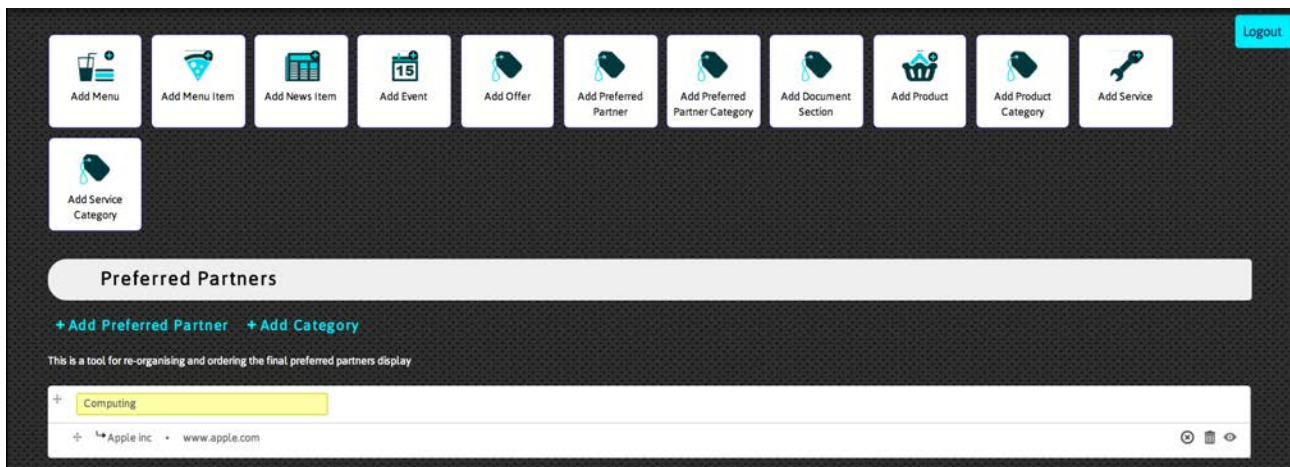 Logout
Add Menu
Add Menu Item
Add News Item
15
Add Event
Add Offer
Add Preferred
Partner
Add Preferred
Partner Category
Add Document
Section
Add Product
Add Product
Category
Add Service
Add Service
Category
Preferred Partners
+ Add Preferred Partner + Add Category
This is a tool for re-organising and ordering the final preferred partners display
Computing
Apple inc • www.apple.com